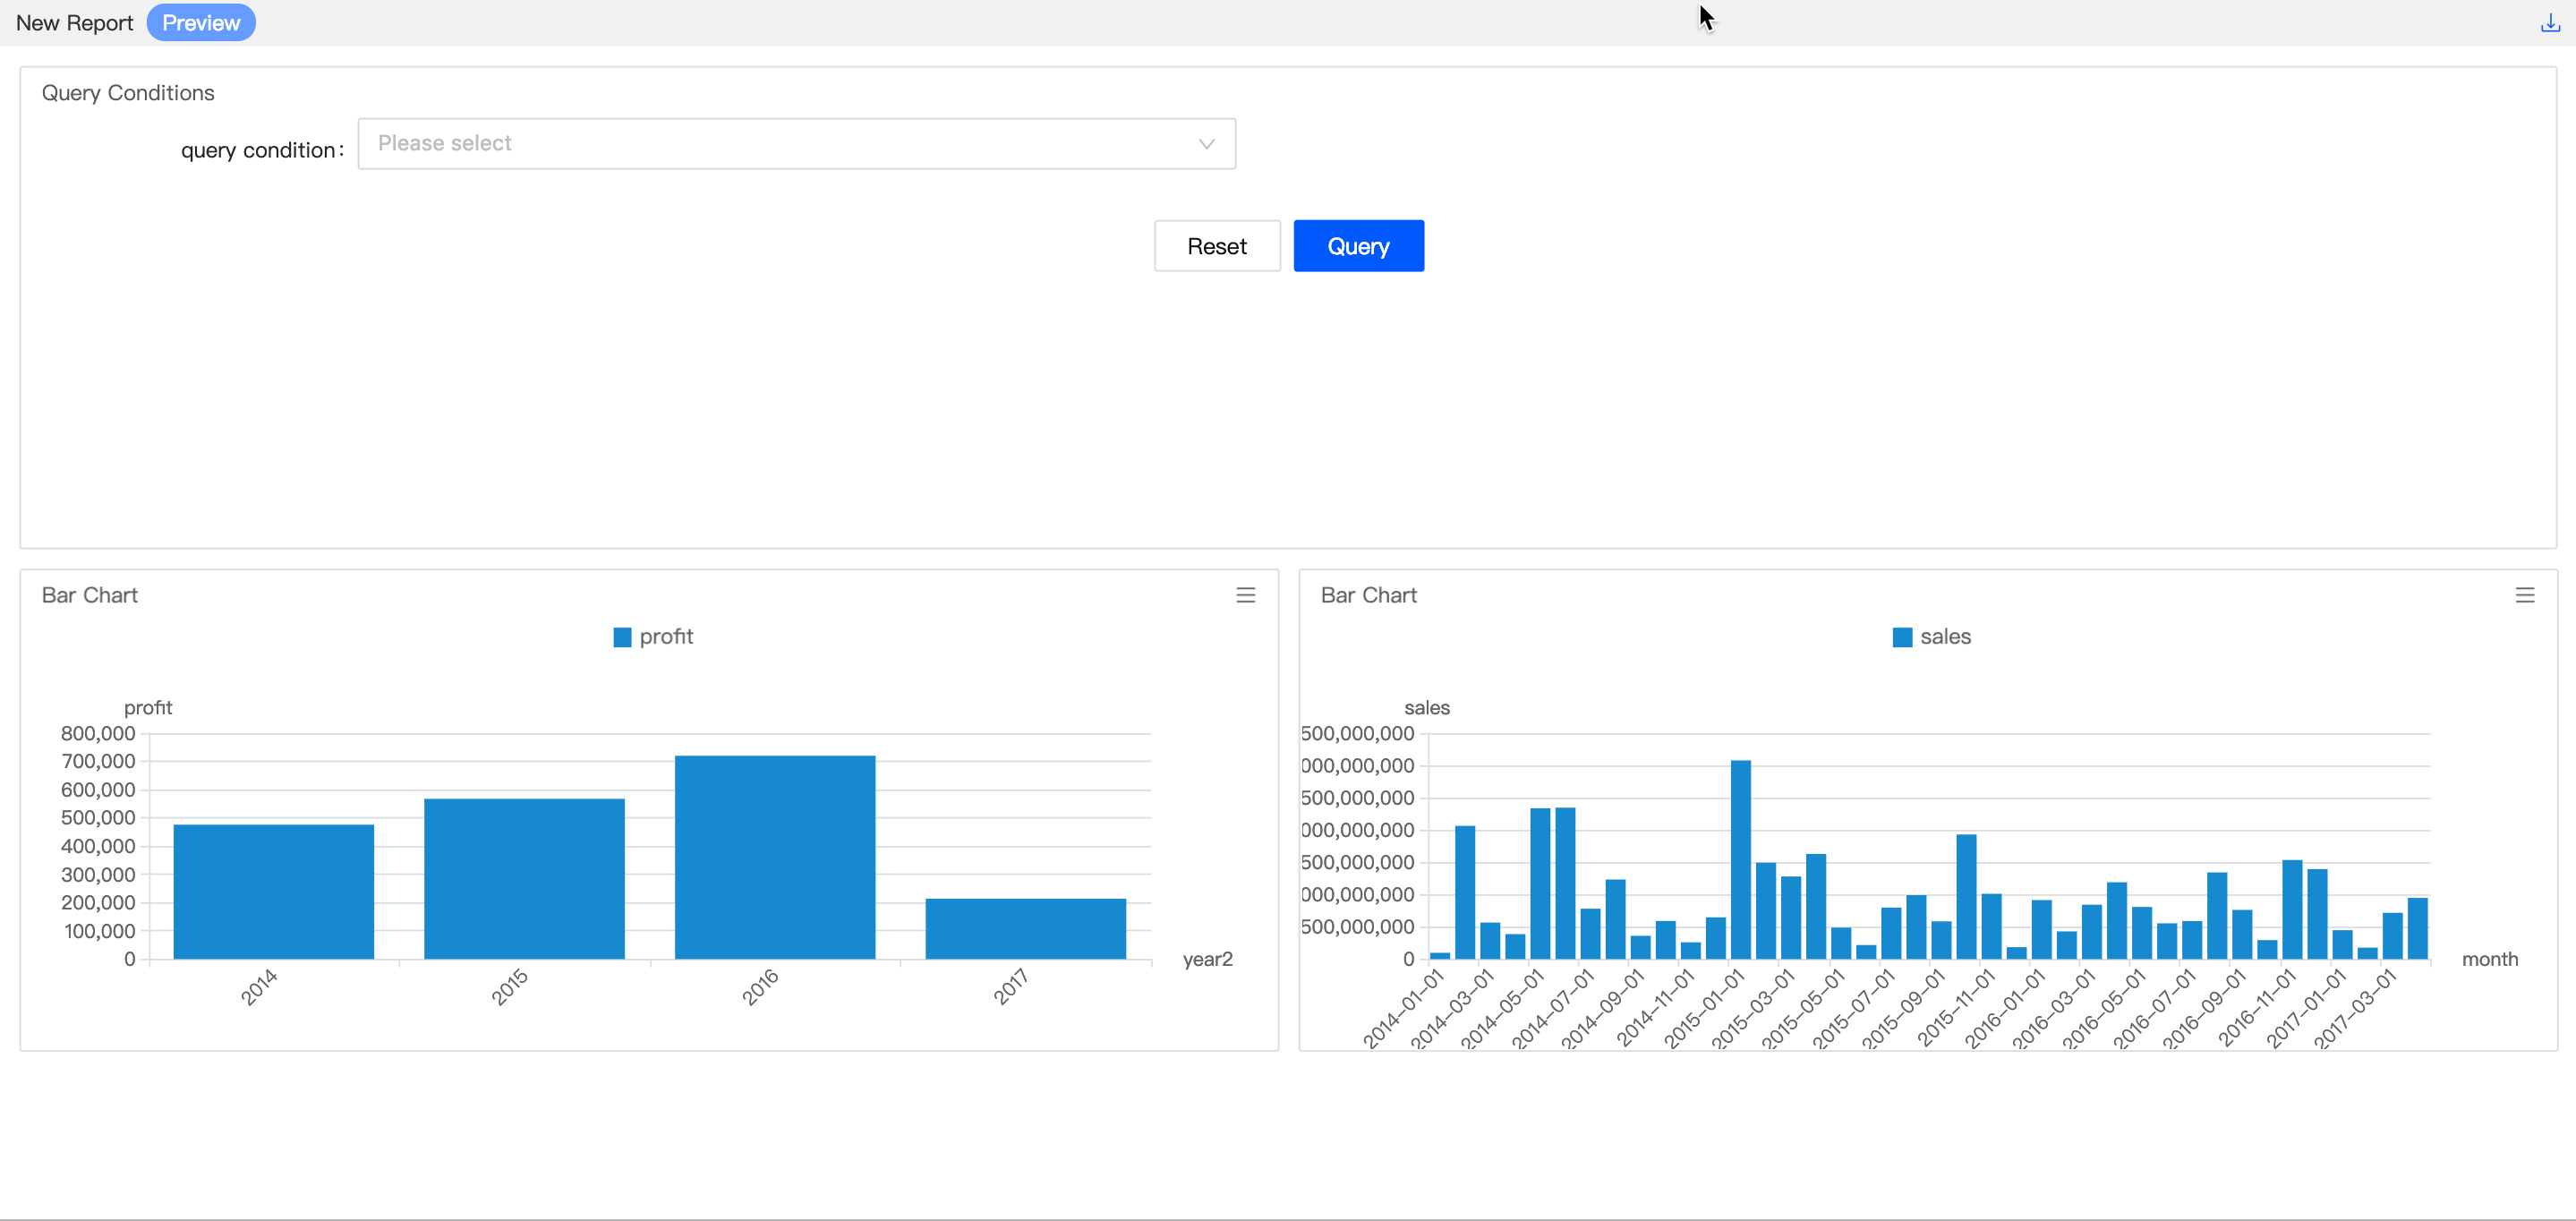 New Report Preview
Query Conditions
query condition: Please select
Reset Query
Bar Chart
profit
profit
800,000
700,000
600,000
500,000
400,000
300,000
200,000
100,000
0
2014 2015 2016 2017
year2
Bar Chart
sales
sales
500,000,000
000,000,000
500,000,000
000,000,000
500,000,000
000,000,000
500,000,000
0
2014-01-01 2014-03-01 2014-05-01 2014-07-01 2014-09-01 2014-11-01 2015-01-01 2015-03-01 2015-05-01 2015-07-01 2015-09-01 2015-11-01 2016-01-01 2016-03-01 2016-05-01 2016-07-01 2016-09-01 2016-11-01 2017-01-01 2017-03-01
month